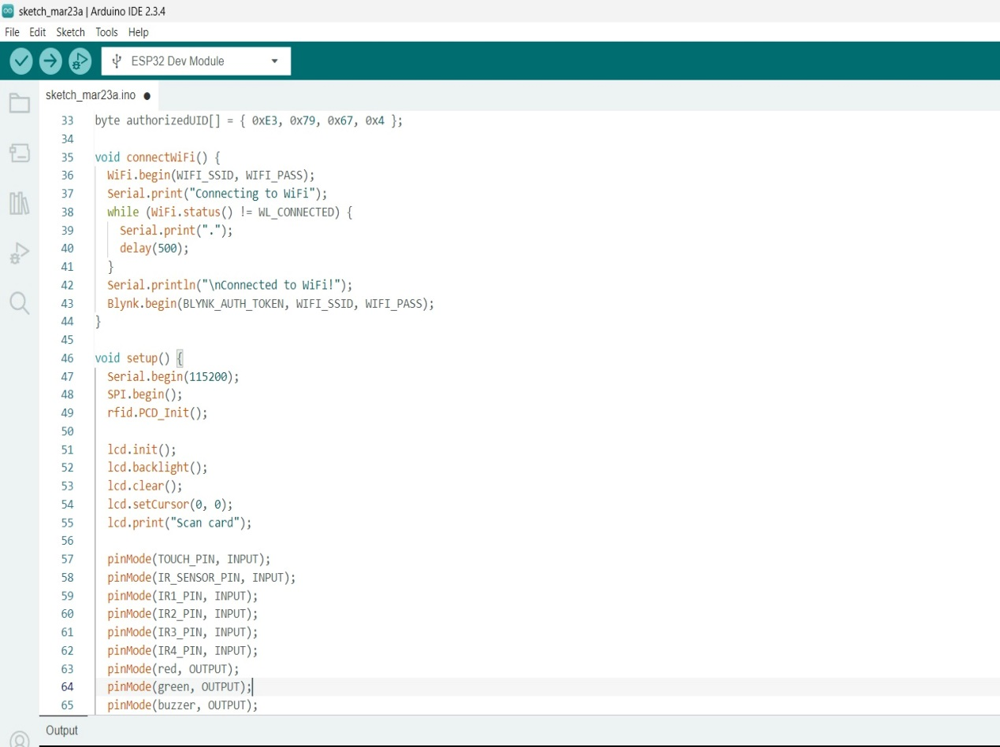 sketch_mar23a | Arduino IDE 2.3.4
File Edit Sketch Tools Help
ESP32 Dev Module
sketch_mar23a.ino
33 byte authorizedUID[] = { 0xE3, 0x79, 0x67, 0x4 };
34
35 void connectWiFi() {
36 WiFi.begin(WIFI_SSID, WIFI_PASS);
37 Serial.print("Connecting to WiFi");
38 while (WiFi.status() != WL_CONNECTED) {
39 Serial.print(".");
40 delay(500);
41 }
42 Serial.println("\nConnected to WiFi!");
43 Blynk.begin(BLYNK_AUTH_TOKEN, WIFI_SSID, WIFI_PASS);
44 }
45
46 void setup() {
47 Serial.begin(115200);
48 SPI.begin();
49 rfid.PCD_Init();
50
51 lcd.init();
52 lcd.backlight();
53 lcd.clear();
54 lcd.setCursor(0, 0);
55 lcd.print("Scan card");
56
57 pinMode(TOUCH_PIN, INPUT);
58 pinMode(IR_SENSOR_PIN, INPUT);
59 pinMode(IR1_PIN, INPUT);
60 pinMode(IR2_PIN, INPUT);
61 pinMode(IR3_PIN, INPUT);
62 pinMode(IR4_PIN, INPUT);
63 pinMode(red, OUTPUT);
64 pinMode(green, OUTPUT);
65 pinMode(buzzer, OUTPUT);
Output